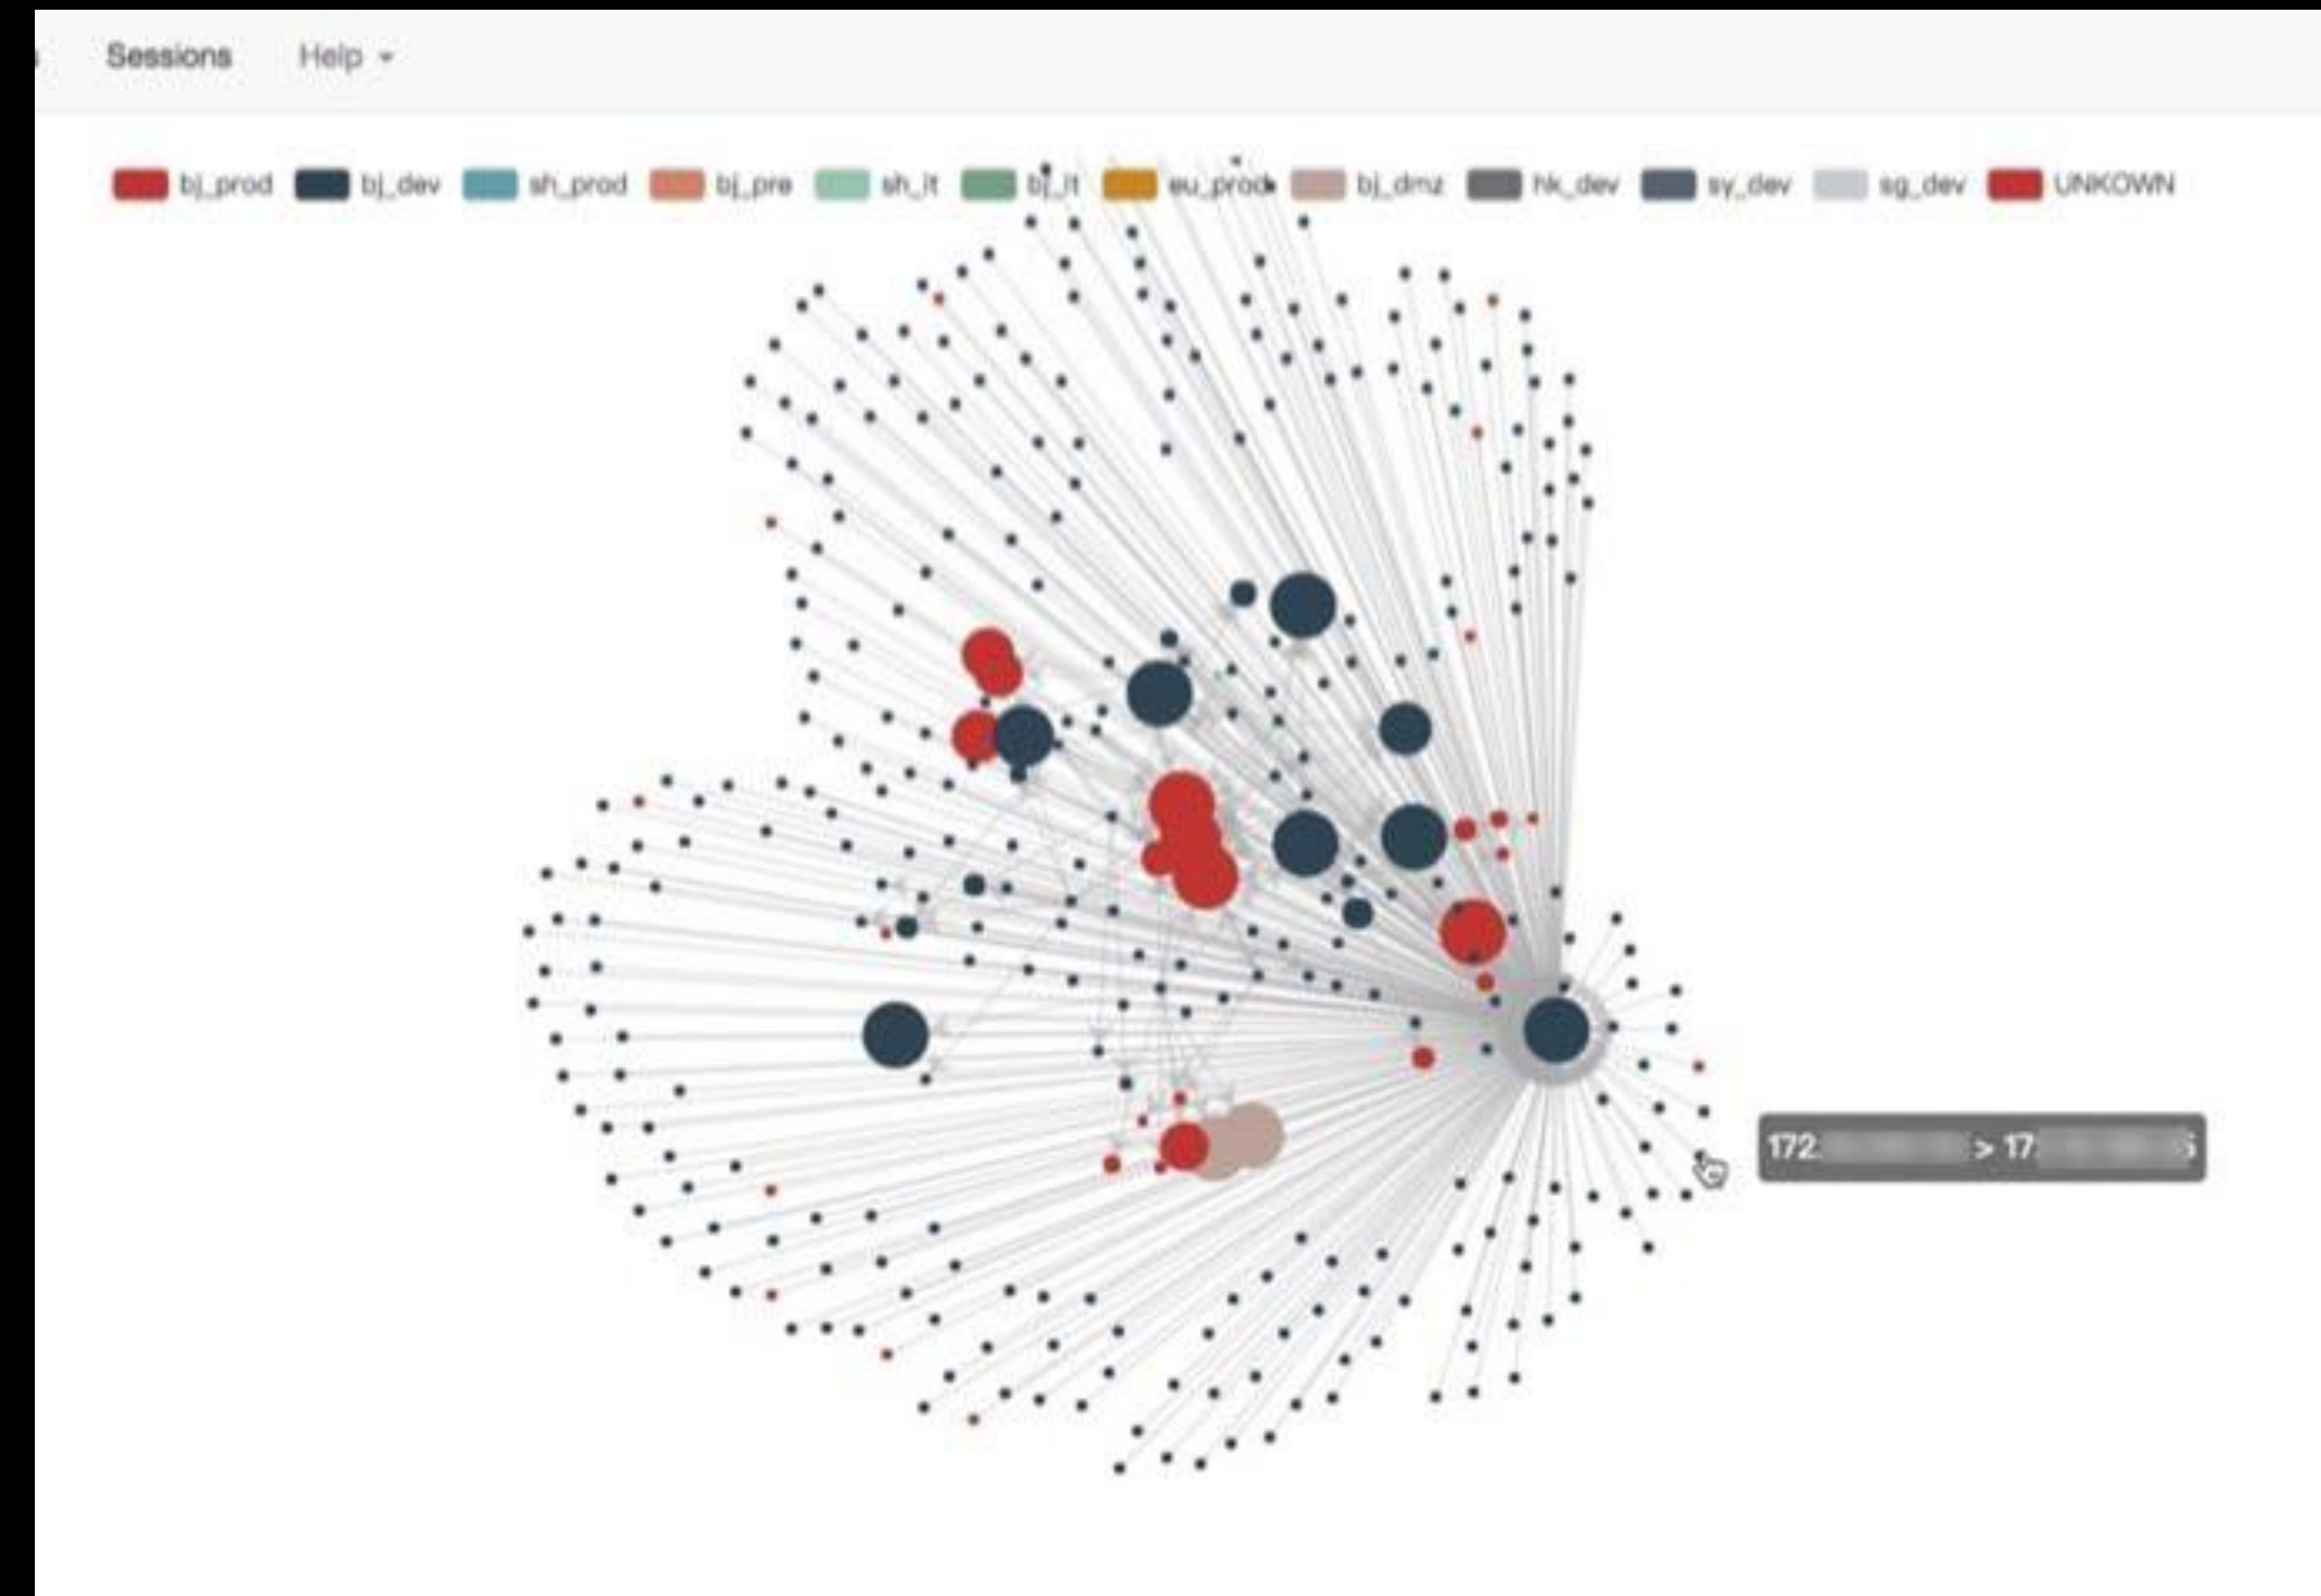 Sessions Help
bj_prod bj_dev sh_prod bj_pre sh_it bj_it eu_prod bj_dmz hk_dev sy_dev sg_dev UNKOWN
172. > 17